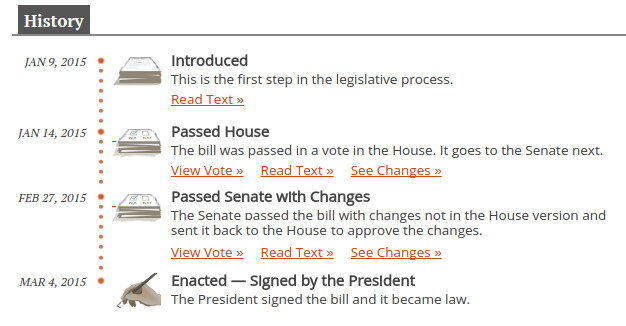 History
JAN 9, 2015
Introduced
This is the first step in the legislative process.
Read Text »
JAN 14, 2015
Passed House
The bill was passed in a vote in the House. It goes to the Senate next.
View Vote » Read Text » See Changes »
FEB 27, 2015
Passed Senate with Changes
The Senate passed the bill with changes not in the House version and
sent it back to the House to approve the changes.
View Vote » Read Text » See Changes »
MAR 4, 2015
Enacted — Signed by the President
The President signed the bill and it became law.